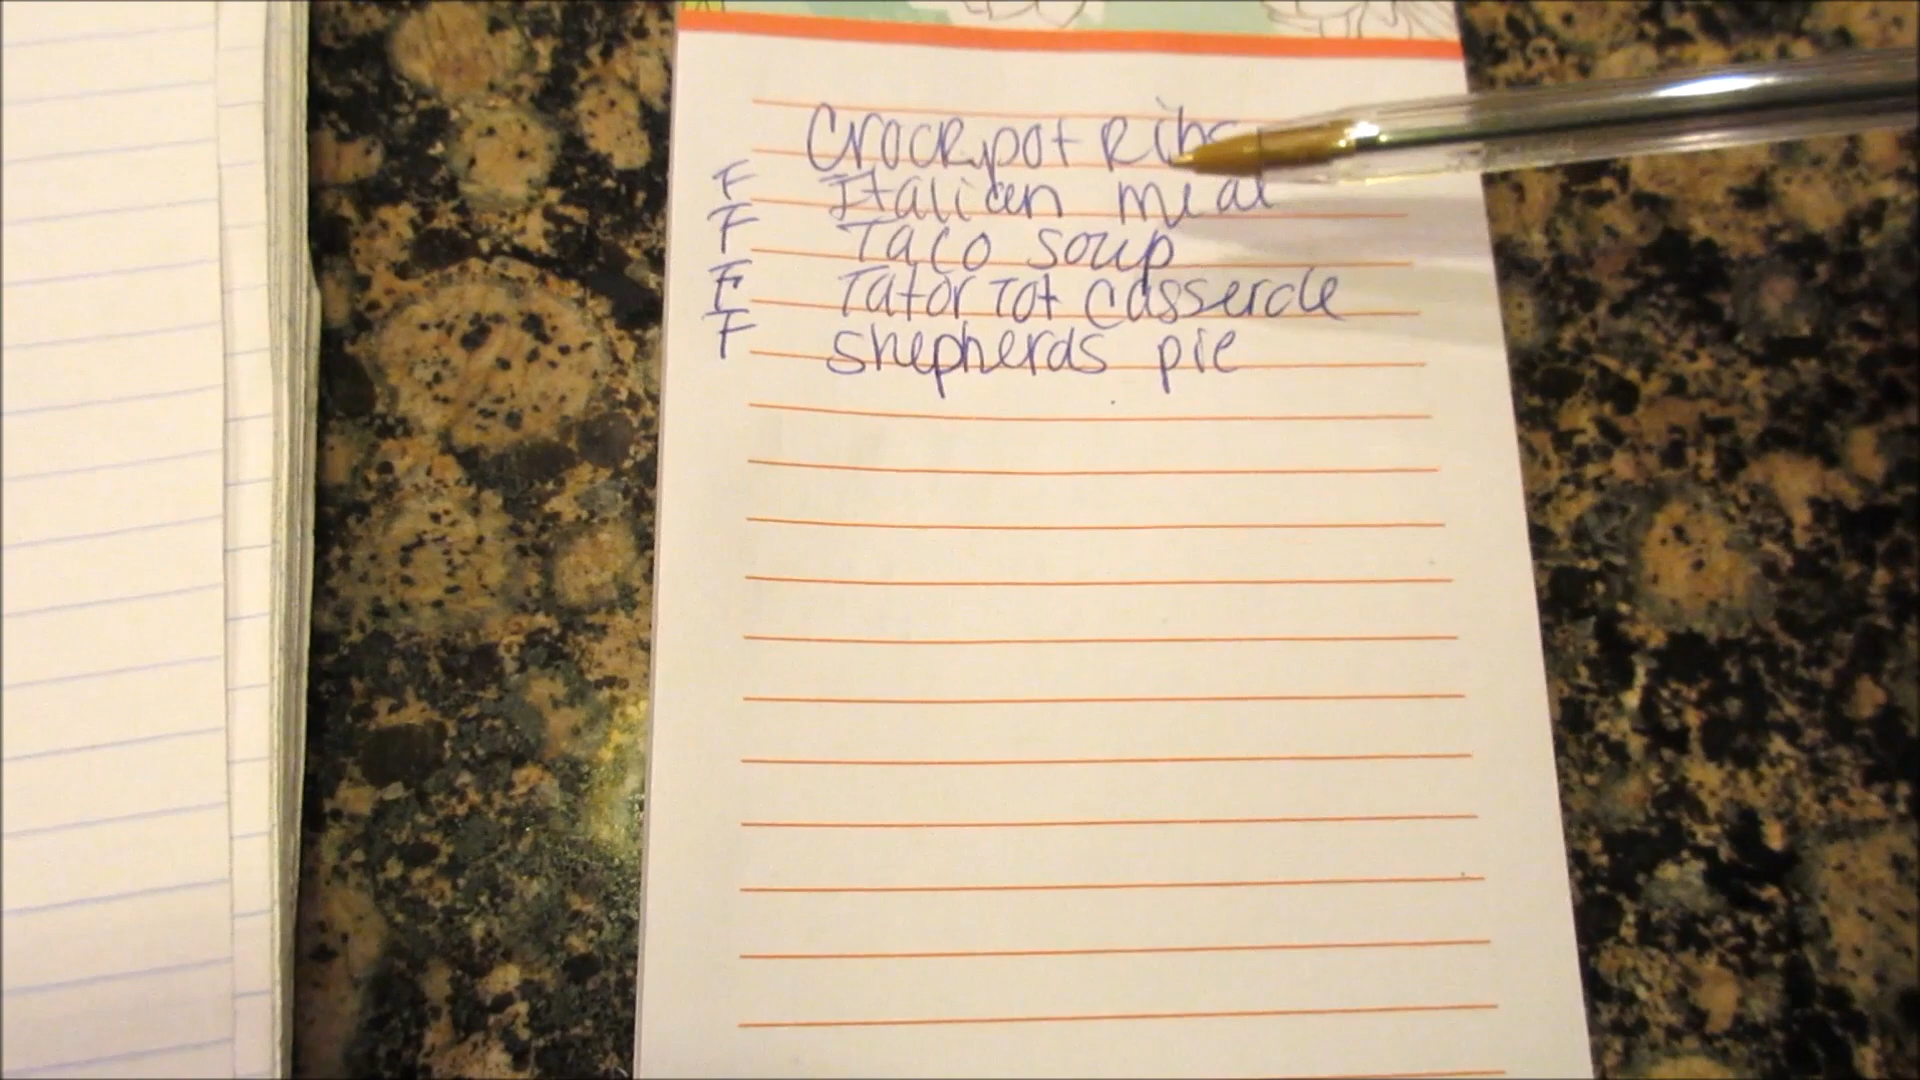 Crockpot Ribs
F Italian meal
F Taco soup
F Tator Tot Casserole
F shepherds pie